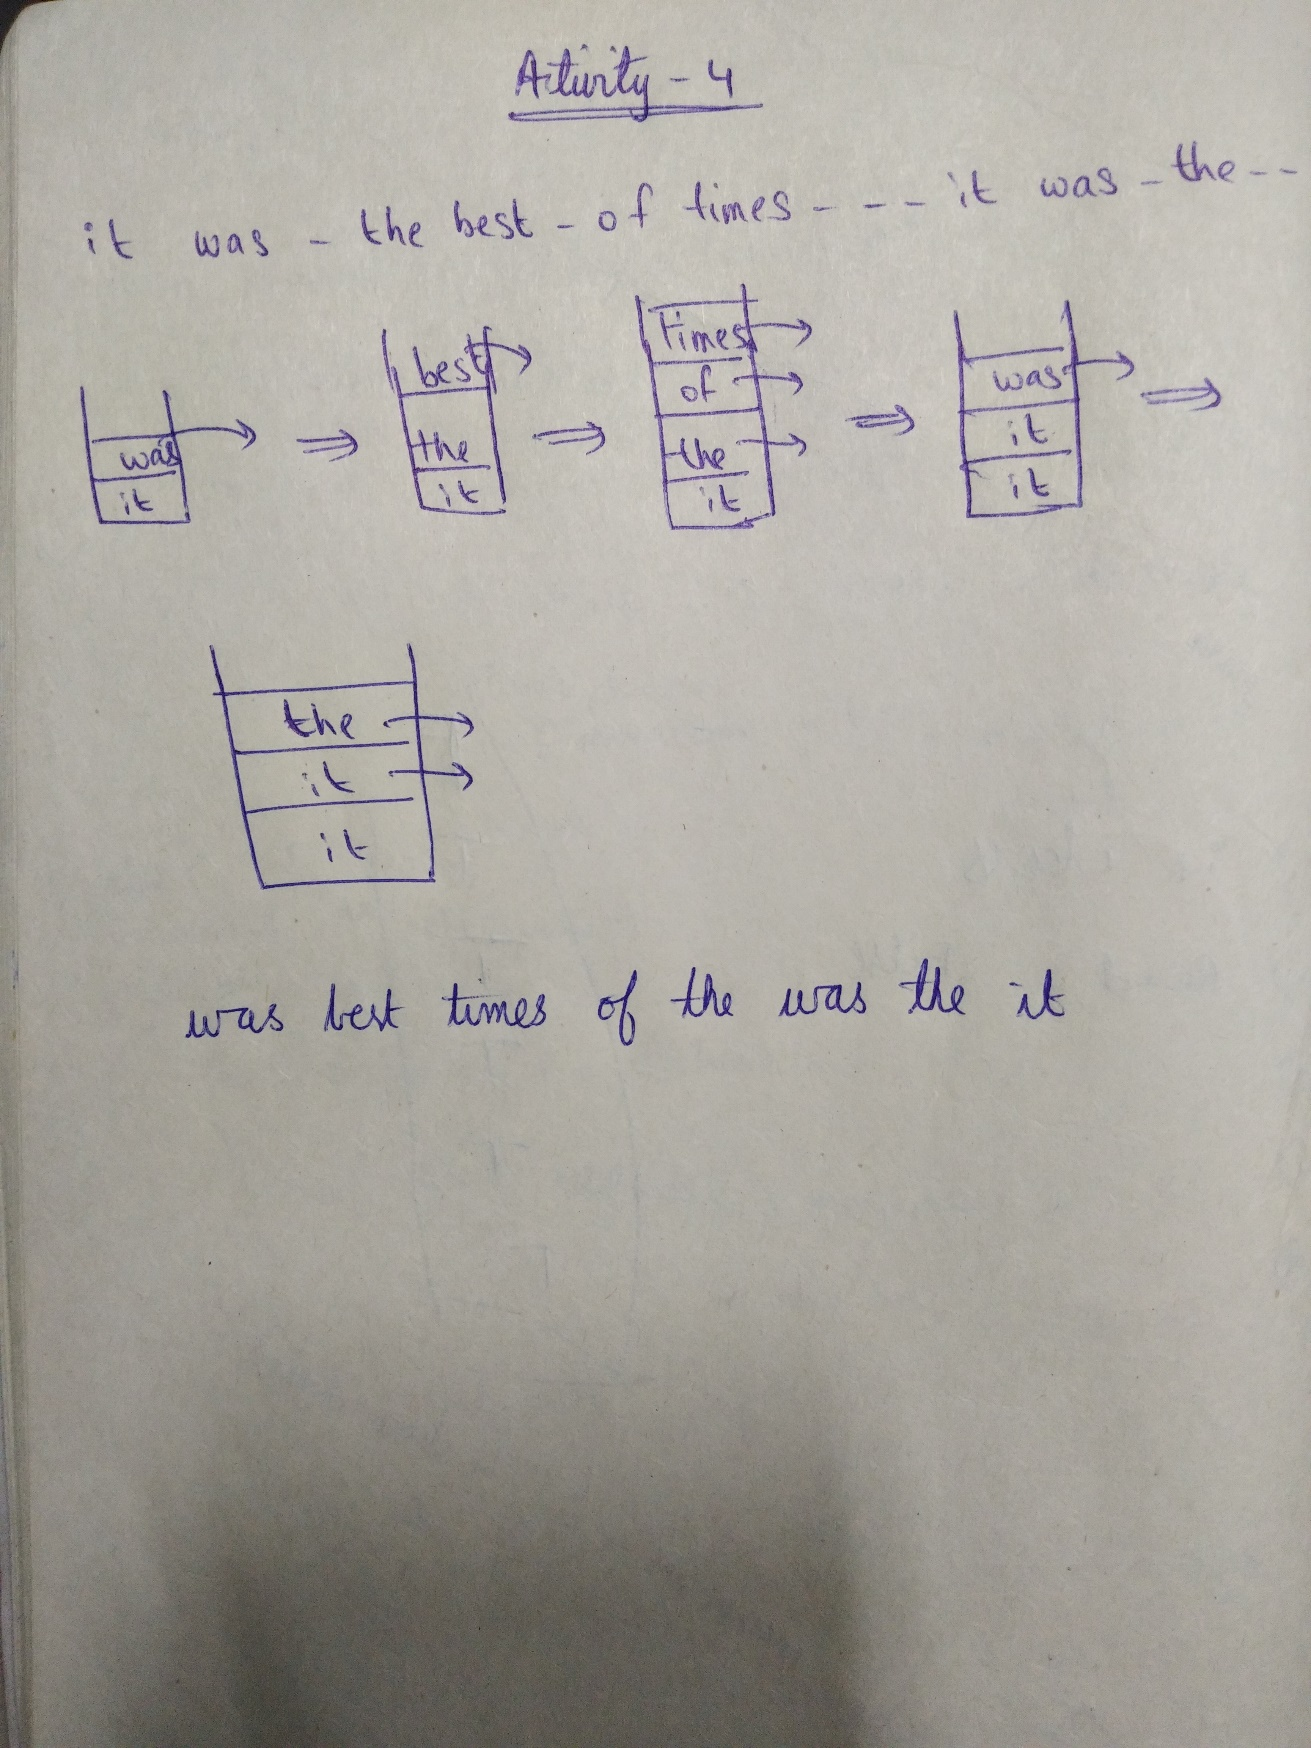 Activity - 4
it was - the best - of times - - - it was - the - -
was
it
best
the
it
times
of
the
it
was
it
it
the
it
it
was best times of the was the it